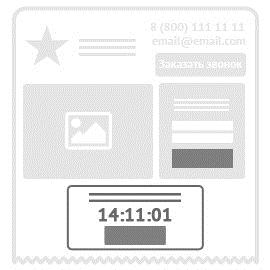 8 (800) 111 11 11
email@email.com
Заказать звонок
14:11:01